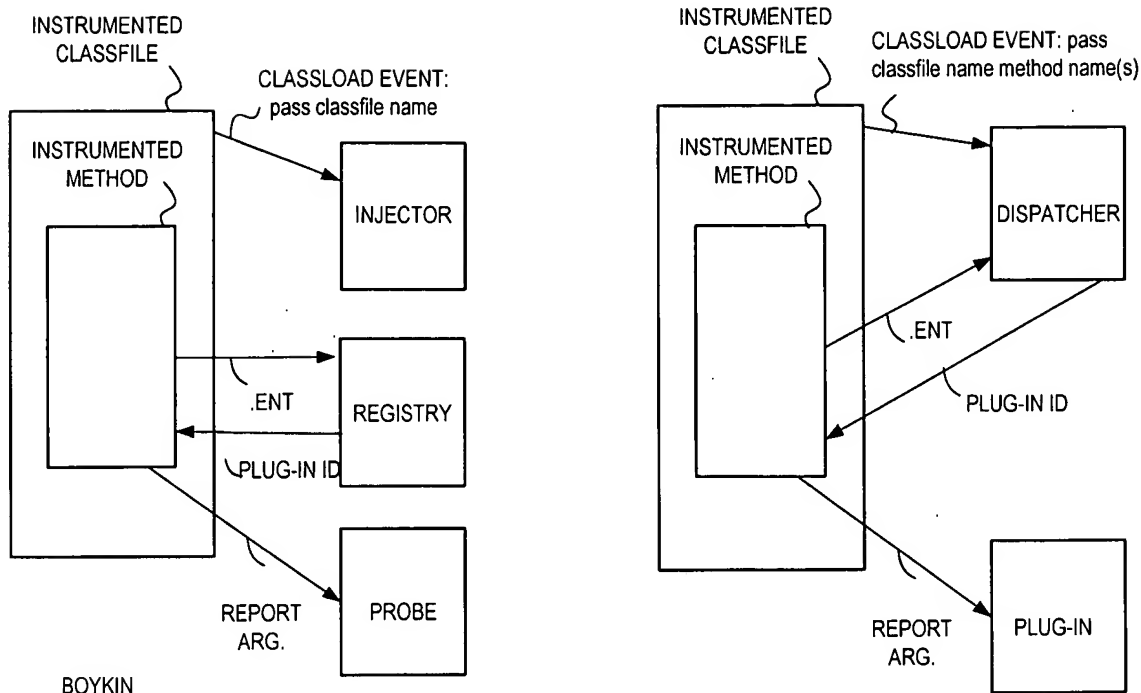 INSTRUMENTED
CLASSFILE
CLASSLOAD EVENT:
pass classfile name
INSTRUMENTED
METHOD
INJECTOR
.ENT
REGISTRY
PLUG-IN ID
REPORT
ARG.
PROBE
BOYKIN
INSTRUMENTED
CLASSFILE
CLASSLOAD EVENT: pass
classfile name method name(s)
INSTRUMENTED
METHOD
DISPATCHER
.ENT
PLUG-IN ID
REPORT
ARG.
PLUG-IN